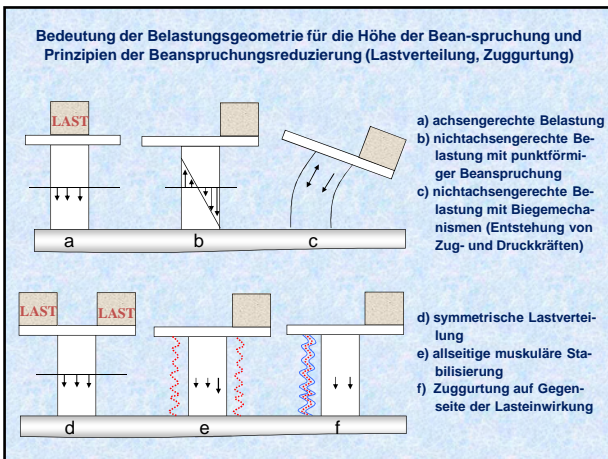 Bedeutung der Belastungsgeometrie für die Höhe der Bean-spruchung und
Prinzipien der Beanspruchungsreduzierung (Lastverteilung, Zuggurtung)
LAST
a
b
c
a) achsengerechte Belastung
b) nichtachsengerechte Be-
lastung mit punktförmi-
ger Beanspruchung
c) nichtachsengerechte Be-
lastung mit Biegemecha-
nismen (Entstehung von
Zug- und Druckkräften)
LAST
LAST
d
e
f
d) symmetrische Lastvertei-
lung
e) allseitige muskuläre Sta-
bilisierung
f) Zuggurtung auf Gegen-
seite der Lasteinwirkung